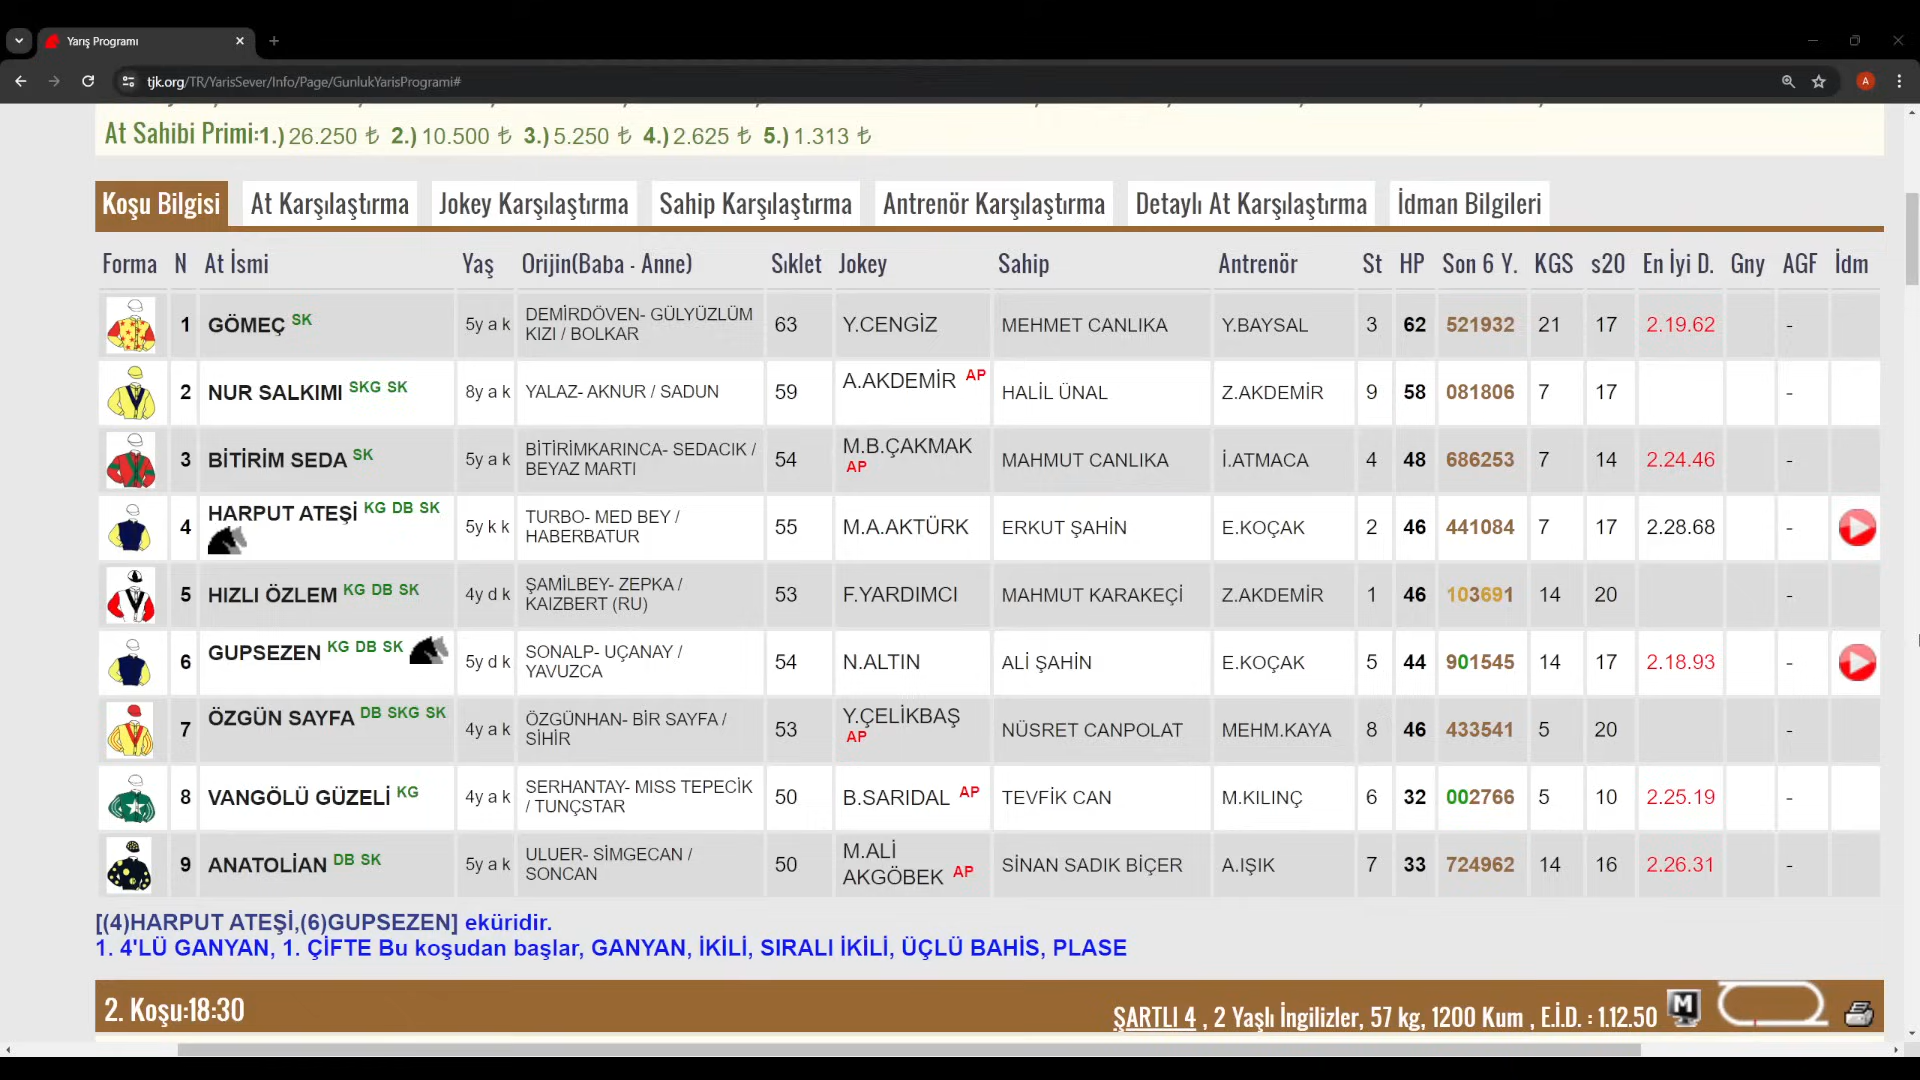 Yarış Programı
tjk.org/TR/YarisSever/Info/Page/GunlukYarisProgrami#
A
At Sahibi Primi:1.) 26.250 ₺ 2.) 10.500 ₺ 3.) 5.250 ₺ 4.) 2.625 ₺ 5.) 1.313 ₺
Koşu Bilgisi At Karşılaştırma Jokey Karşılaştırma Sahip Karşılaştırma Antrenör Karşılaştırma Detaylı At Karşılaştırma İdman Bilgileri
Forma N At İsmi Yaş Orijin(Baba - Anne) Sıklet Jokey Sahip Antrenör St HP Son 6 Y. KGS s20 En İyi D. Gny AGF İdm
1 GÖMEÇ SK 5y a k DEMİRDÖVEN- GÜLYÜZLÜM KIZI / BOLKAR 63 Y.CENGİZ MEHMET CANLIKA Y.BAYSAL 3 62 521932 21 17 2.19.62 -
2 NUR SALKIMI SKG SK 8y a k YALAZ- AKNUR / SADUN 59 A.AKDEMİR AP HALİL ÜNAL Z.AKDEMİR 9 58 081806 7 17 -
3 BİTİRİM SEDA SK 5y a k BİTİRİMKARINCA- SEDACIK / BEYAZ MARTI 54 M.B.ÇAKMAK AP MAHMUT CANLIKA İ.ATMACA 4 48 686253 7 14 2.24.46 -
4 HARPUT ATEŞİ KG DB SK 5y k k TURBO- MED BEY / HABERBATUR 55 M.A.AKTÜRK ERKUT ŞAHİN E.KOÇAK 2 46 441084 7 17 2.28.68 -
5 HIZLI ÖZLEM KG DB SK 4y d k ŞAMİLBEY- ZEPKA / KAIZBERT (RU) 53 F.YARDIMCI MAHMUT KARAKEÇİ Z.AKDEMİR 1 46 103691 14 20 -
6 GUPSEZEN KG DB SK 5y d k SONALP- UÇANAY / YAVUZCA 54 N.ALTIN ALİ ŞAHİN E.KOÇAK 5 44 901545 14 17 2.18.93 -
7 ÖZGÜN SAYFA DB SKG SK 4y a k ÖZGÜNHAN- BİR SAYFA / SİHİR 53 Y.ÇELİKBAŞ AP NÜSRET CANPOLAT MEHM.KAYA 8 46 433541 5 20 -
8 VANGÖLÜ GÜZELİ KG 4y a k SERHANTAY- MISS TEPECİK / TUNÇSTAR 50 B.SARIDAL AP TEVFİK CAN M.KILINÇ 6 32 002766 5 10 2.25.19 -
9 ANATOLİAN DB SK 5y a k ULUER- SİMGECAN / SONCAN 50 M.ALİ AKGÖBEK AP SİNAN SADIK BİÇER A.IŞIK 7 33 724962 14 16 2.26.31 -
[(4)HARPUT ATEŞİ,(6)GUPSEZEN] eküridir.
1. 4'LÜ GANYAN, 1. ÇİFTE Bu koşudan başlar, GANYAN, İKİLİ, SIRALI İKİLİ, ÜÇLÜ BAHİS, PLASE
2. Koşu:18:30
ŞARTLI 4 , 2 Yaşlı İngilizler, 57 kg, 1200 Kum , E.İ.D. : 1.12.50 M